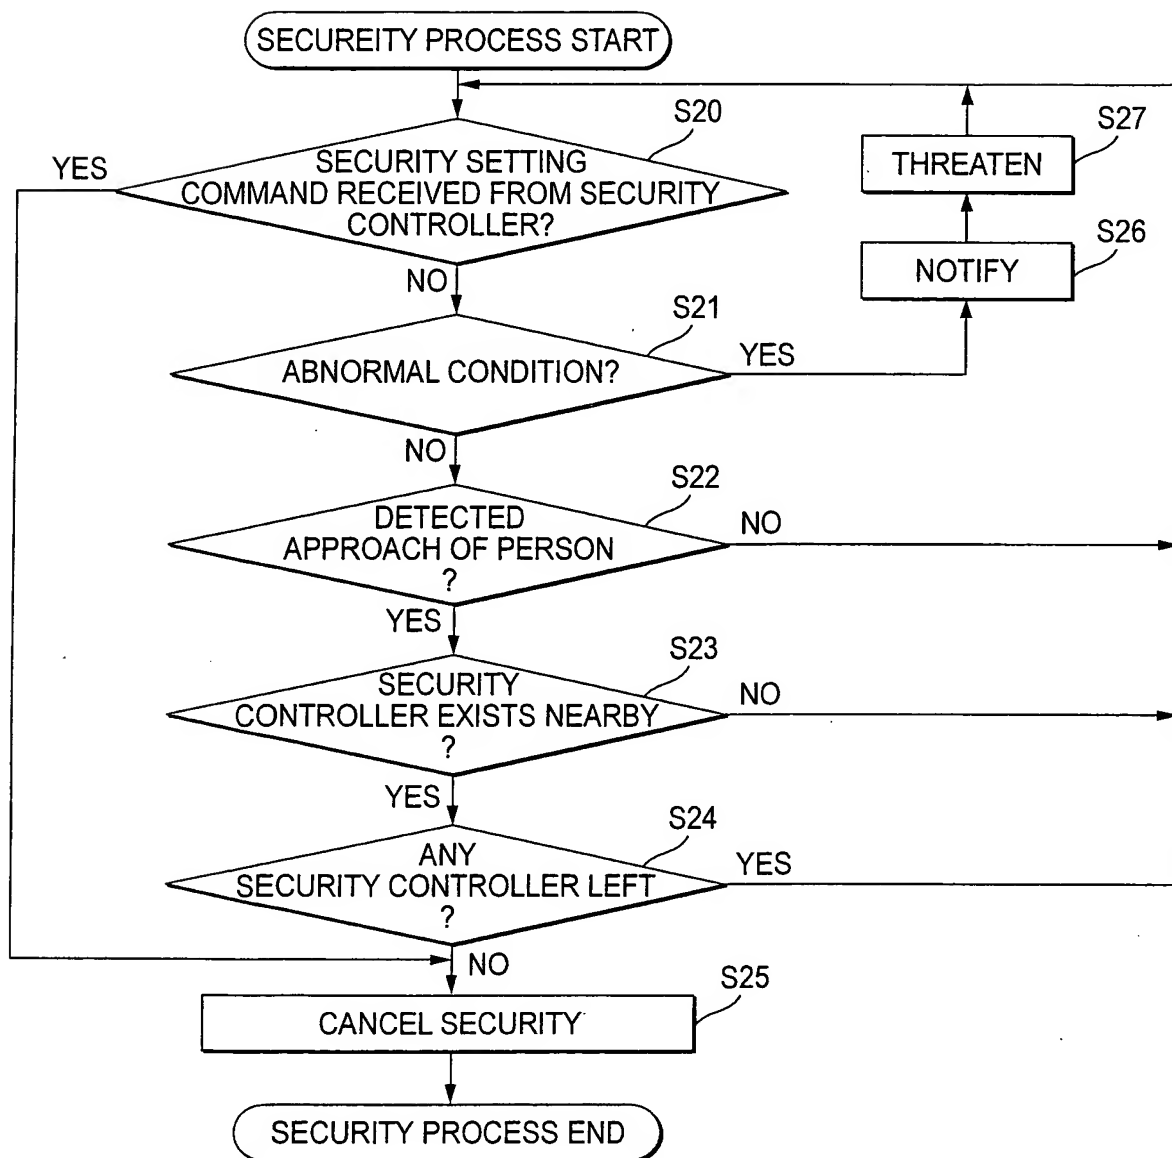 SECUREITY PROCESS START
S20
YES
SECURITY SETTING
COMMAND RECEIVED FROM SECURITY
CONTROLLER?
S27
THREATEN
S26
NOTIFY
NO
S21
ABNORMAL CONDITION?
YES
NO
S22
DETECTED
APPROACH OF PERSON
?
NO
YES
S23
SECURITY
CONTROLLER EXISTS NEARBY
?
NO
YES
S24
ANY
SECURITY CONTROLLER LEFT
?
YES
NO
S25
CANCEL SECURITY
SECURITY PROCESS END